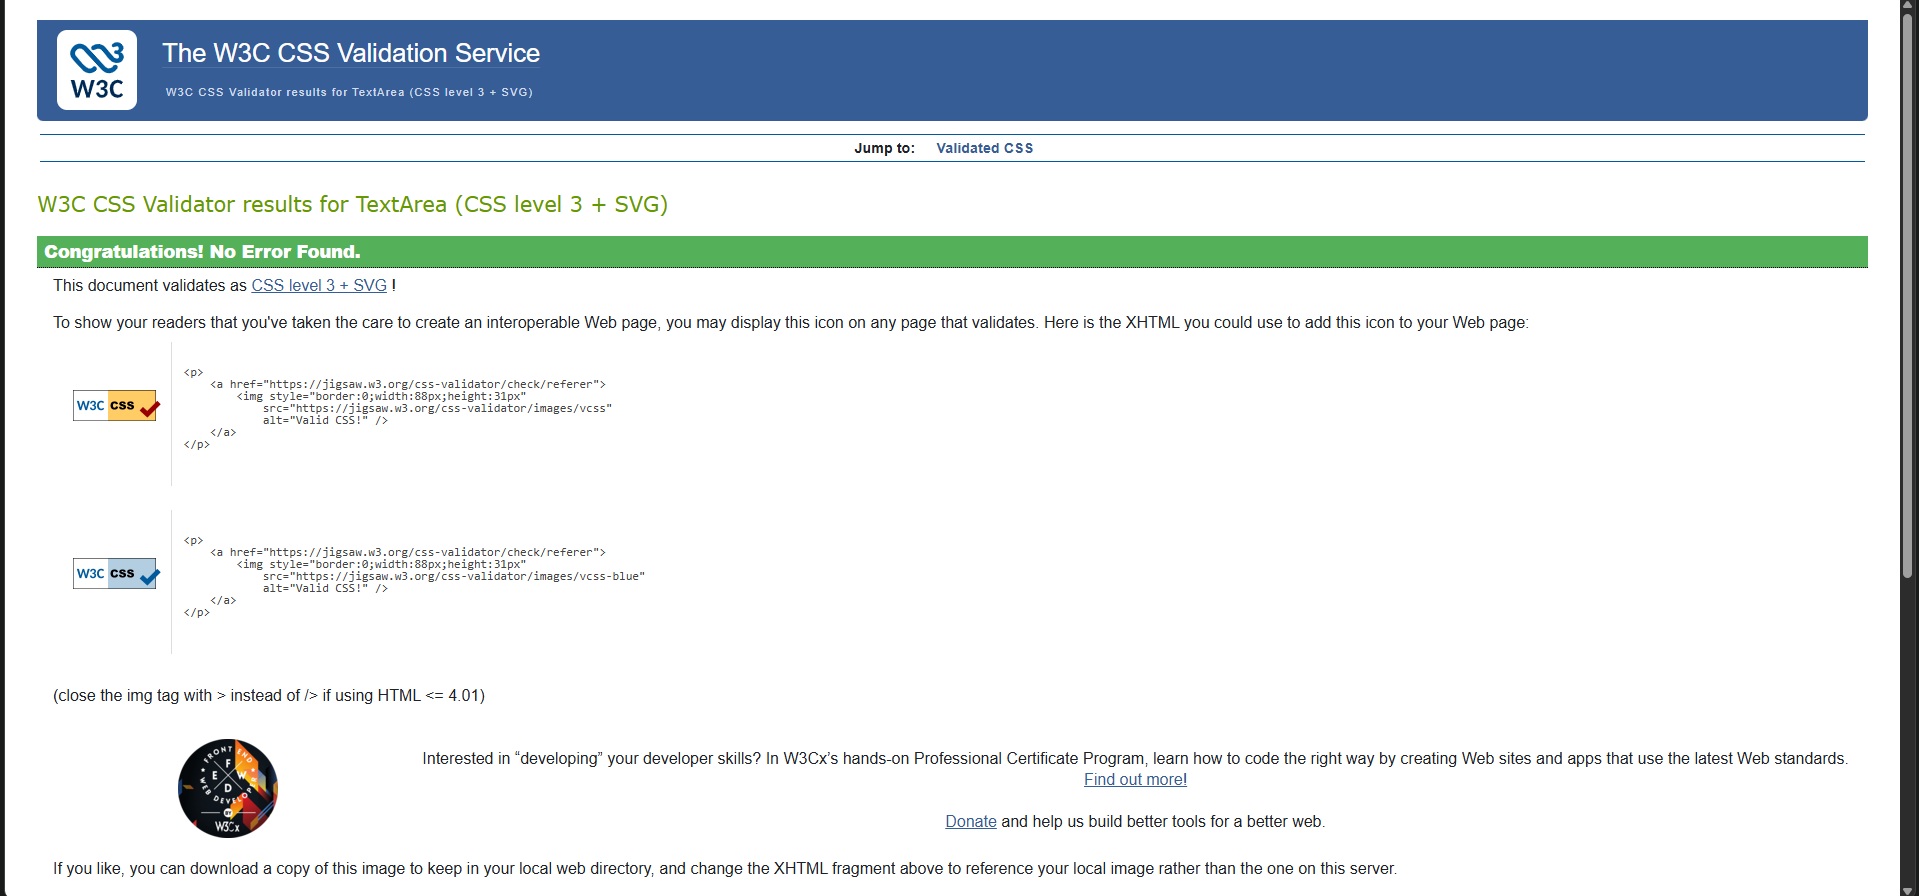 W3C
The W3C CSS Validation Service
W3C CSS Validator results for TextArea (CSS level 3 + SVG)
Jump to: Validated CSS
W3C CSS Validator results for TextArea (CSS level 3 + SVG)
Congratulations! No Error Found.
This document validates as CSS level 3 + SVG !
To show your readers that you've taken the care to create an interoperable Web page, you may display this icon on any page that validates. Here is the XHTML you could use to add this icon to your Web page:
W3C css
<p>
    <a href="https://jigsaw.w3.org/css-validator/check/referer">
        <img style="border:0;width:88px;height:31px"
            src="https://jigsaw.w3.org/css-validator/images/vcss"
            alt="Valid CSS!" />
    </a>
</p>
W3C css
<p>
    <a href="https://jigsaw.w3.org/css-validator/check/referer">
        <img style="border:0;width:88px;height:31px"
            src="https://jigsaw.w3.org/css-validator/images/vcss-blue"
            alt="Valid CSS!" />
    </a>
</p>
(close the img tag with > instead of /> if using HTML <= 4.01)
FRONT END
WEB DEVELOPER
F
E W
D
BY
W3Cx
Interested in “developing” your developer skills? In W3Cx’s hands-on Professional Certificate Program, learn how to code the right way by creating Web sites and apps that use the latest Web standards.
Find out more!
Donate and help us build better tools for a better web.
If you like, you can download a copy of this image to keep in your local web directory, and change the XHTML fragment above to reference your local image rather than the one on this server.